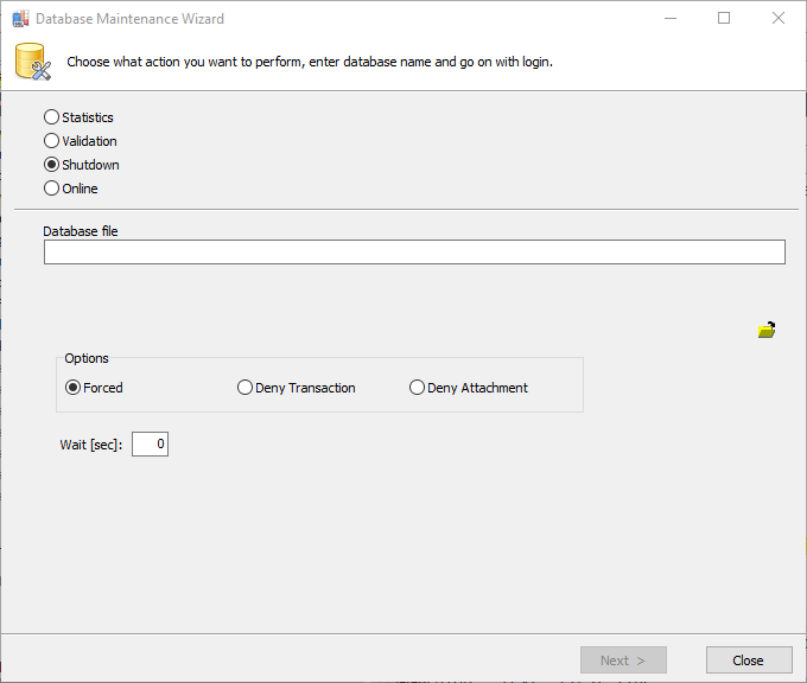 Database Maintenance Wizard
Choose what action you want to perform, enter database name and go on with login.
Statistics
Validation
Shutdown
Online
Database file
Options
Forced Deny Transaction Deny Attachment
Wait [sec]: 0
Next > Close